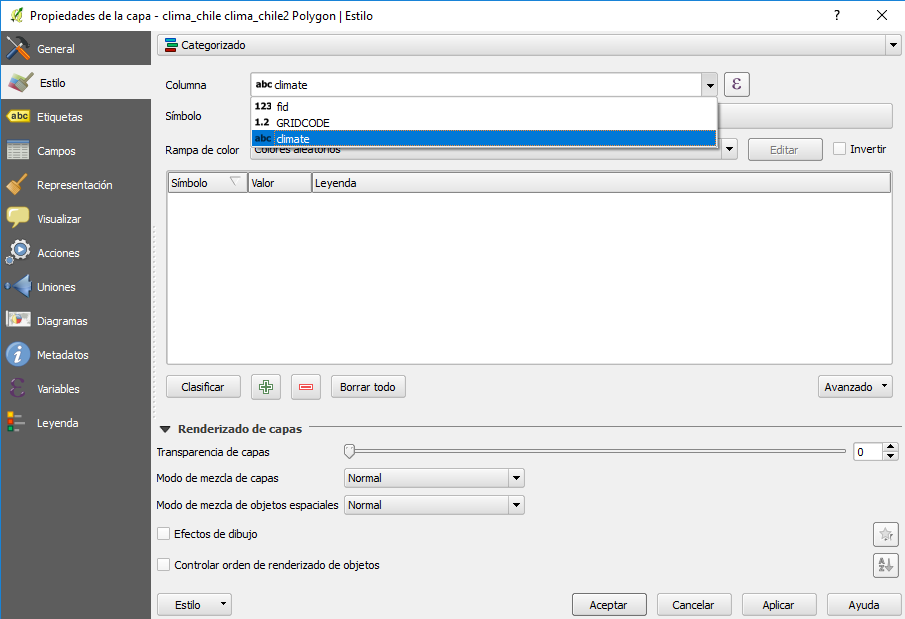 Propiedades de la capa - clima_chile clima_chile2 Polygon | Estilo
?
General
Estilo
abc Etiquetas
Campos
Representación
Visualizar
Acciones
Uniones
Diagramas
Metadatos
Variables
Leyenda
Categorizado
Columna
abc climate
ε
123 fid
1.2 GRIDCODE
abc climate
Símbolo
Rampa de color
Colores aleatorios
Editar
Invertir
Símbolo Valor Leyenda
Clasificar
Borrar todo
Avanzado
Renderizado de capas
Transparencia de capas
0
Modo de mezcla de capas
Normal
Modo de mezcla de objetos espaciales
Normal
Efectos de dibujo
Controlar orden de renderizado de objetos
Estilo
Aceptar
Cancelar
Aplicar
Ayuda